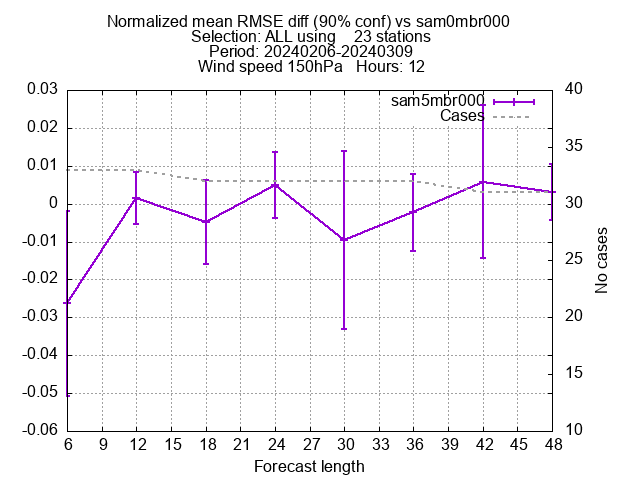 Normalized mean RMSE diff (90% conf) vs sam0mbr000
Selection: ALL using    23 stations
Period: 20240206-20240309
Wind speed 150hPa   Hours: 12
0.03
0.02
0.01
0
-0.01
-0.02
-0.03
-0.04
-0.05
-0.06
sam5mbr000
Cases
40
35
30
25
20
15
10
No cases
6 9 12 15 18 21 24 27 30 33 36 39 42 45 48
Forecast length